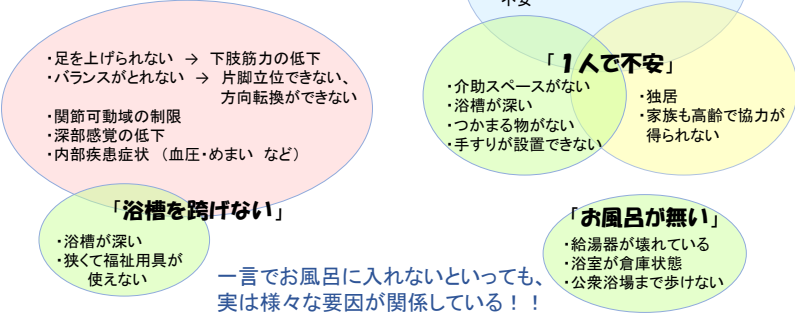 不安
・足を上げられない → 下肢筋力の低下
・バランスがとれない → 片脚立位できない、
方向転換ができない
・関節可動域の制限
・深部感覚の低下
・内部疾患症状 （血圧・めまい など）
「浴槽を跨げない」
・浴槽が深い
・狭くて福祉用具が
使えない
「１人で不安」
・介助スペースがない
・浴槽が深い
・つかまる物がない
・手すりが設置できない
・独居
・家族も高齢で協力が
得られない
「お風呂が無い」
・給湯器が壊れている
・浴室が倉庫状態
・公衆浴場まで歩けない
一言でお風呂に入れないといっても、
実は様々な要因が関係している！！